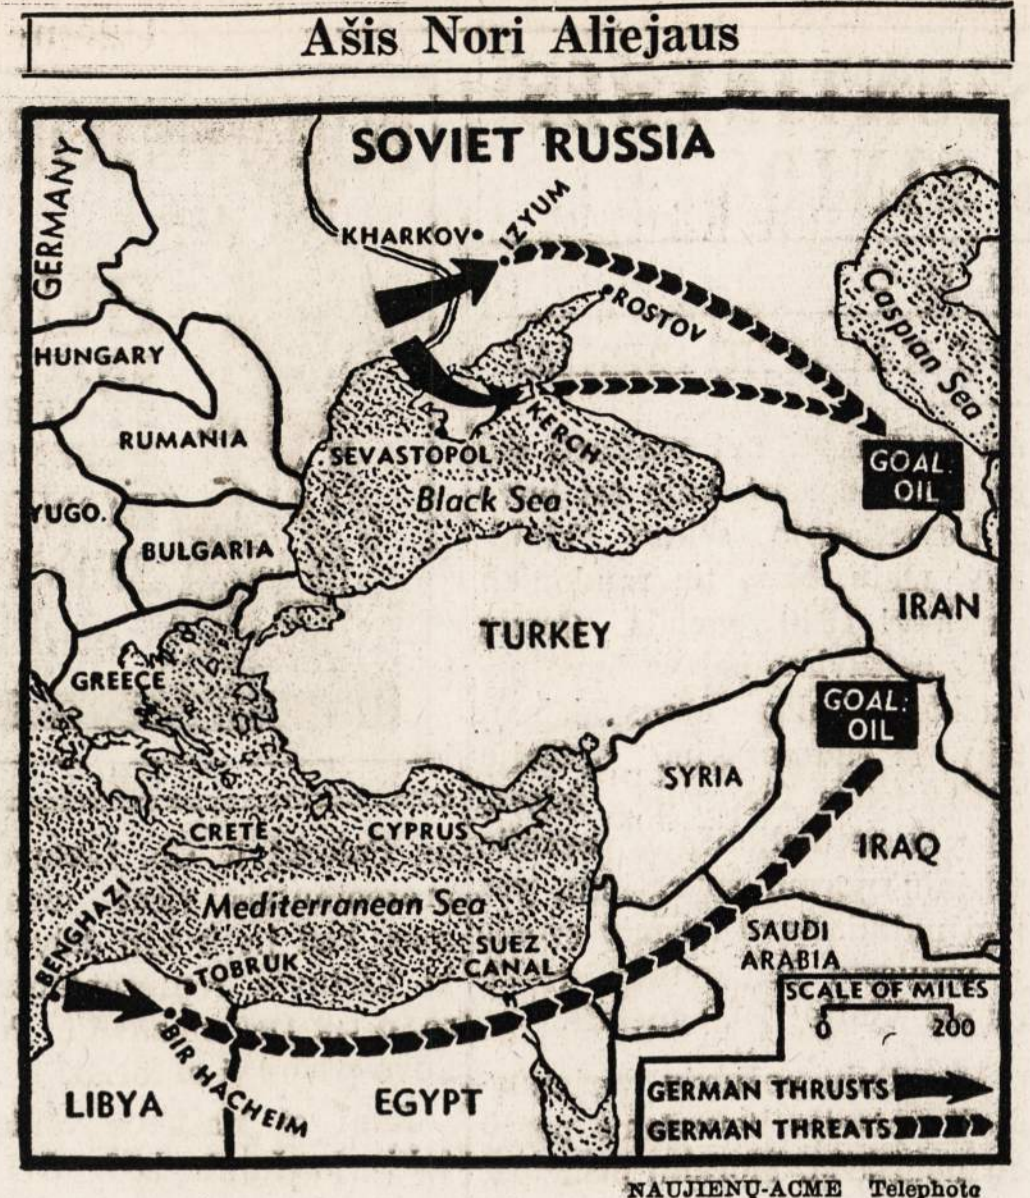 Ašis Nori Aliejaus
SOVIET RUSSIA
GERMANY
KHARKOV
IZYUM
ROSTOV
Caspian Sea
HUNGARY
RUMANIA
SEVASTOPOL
KERCH
Black Sea
GOAL:
OIL
YUGO.
BULGARIA
IRAN
TURKEY
GREECE
GOAL:
OIL
SYRIA
CRETE
CYPRUS
IRAQ
Mediterranean Sea
BENGHAZI
TOBRUK
SUEZ
CANAL
SAUDI
ARABIA
SCALE OF MILES
0 200
BIR HACHEIM
LIBYA
EGYPT
GERMAN THRUSTS
GERMAN THREATS
NAUJIENŲ-ACME Telephoto